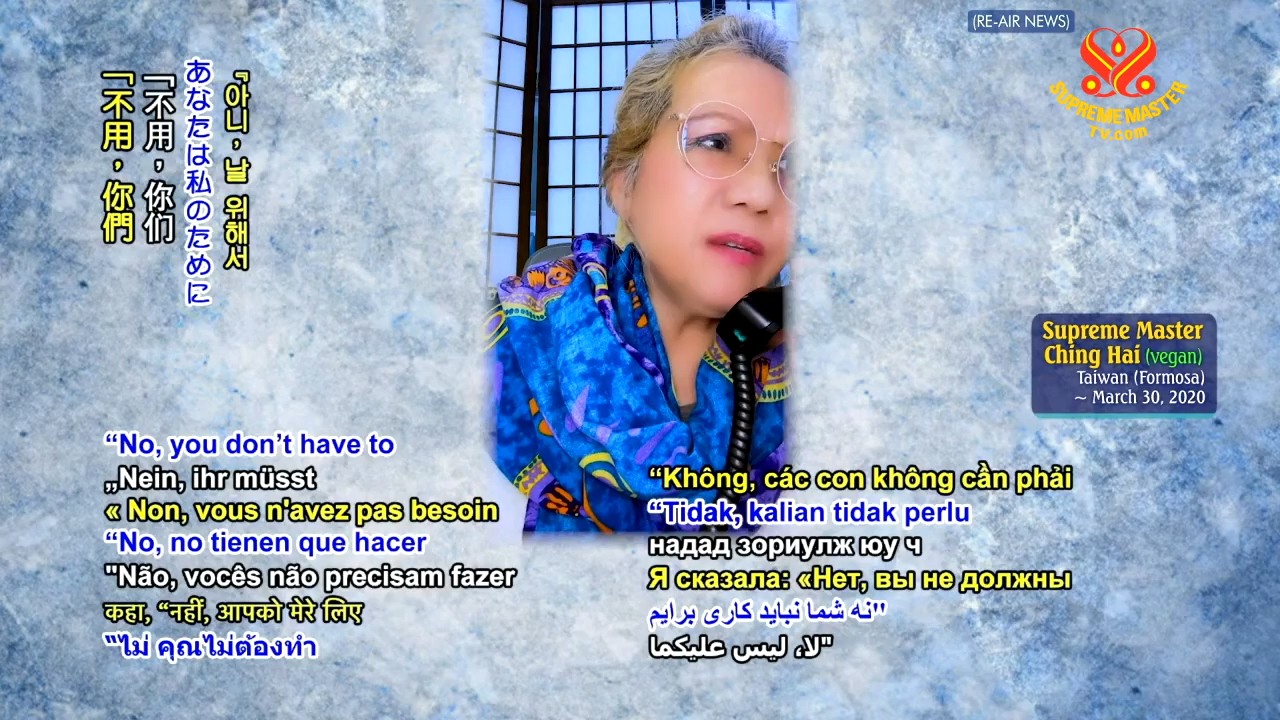 (RE-AIR NEWS)
SUPREME MASTER
TV.com
『아니, 날 위해서
あなたは私のために
「不用，你们
「不用，你們
Supreme Master
Ching Hai (vegan)
Taiwan (Formosa)
~ March 30, 2020
“No, you don’t have to
„Nein, ihr müsst
« Non, vous n'avez pas besoin
“No, no tienen que hacer
"Não, vocês não precisam fazer
कहा, “नहीं, आपको मेरे लिए
“ไม่ คุณไม่ต้องทำ
“Không, các con không cần phải
“Tidak, kalian tidak perlu
надад зориулж юу ч
Я сказала: «Нет, вы не должны
"نه شما نباید کاری برایم
"لا، ليس عليكما